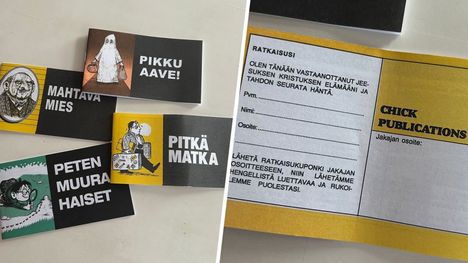 PIKKU
AAVE!
MAHTAVA
MIES
PITKÄ
MATKA
PETEN
MUURA
HAISET
RATKAISUSI
OLEN TÄNÄÄN VASTAANOTTANUT JEE-
SUKSEN KRISTUKSEN ELÄMÄÄNI JA
TAHDON SEURATA HÄNTÄ.
Pvm.
Nimi:
Osoite:
LÄHETÄ RATKAISUKUPONKI JAKAJAN
OSOITTEESEEN, NIIN LÄHETÄMME
HENGELLISTÄ LUETTAVAA JA RUKOI-
LEMME PUOLESTASI.
CHICK
PUBLICATIONS
Jakajan osoite: